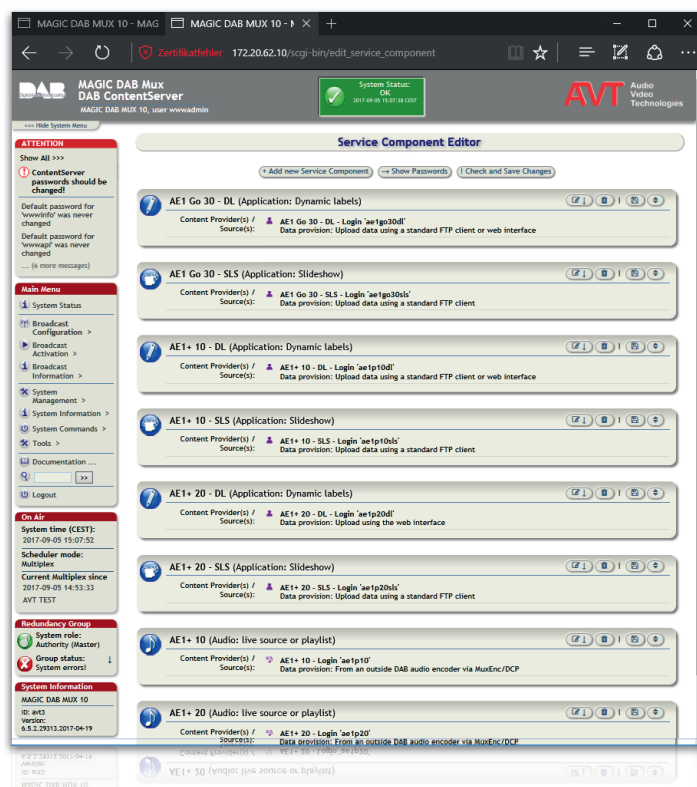 MAGIC DAB MUX 10 - MAG
MAGIC DAB MUX 10 - M
Zertifikatfehler 172.20.62.10/scgi-bin/edit_service_component
DAB
MAGIC DAB Mux
DAB ContentServer
MAGIC DAB MUX 10, user wwwadmin
System Status:
OK
2017-09-05 15:07:38 CEST
AVT
Audio
Video
Technologies
<<< Hide System Menu
Service Component Editor
+ Add new Service Component
→ Show Passwords
! Check and Save Changes
ATTENTION
Show All >>>
ContentServer
passwords should be
changed!
Default password for
'wwwinfo' was never
changed
Default password for
'wwwapi' was never
changed
... (6 more messages)
Main Menu
System Status
Broadcast
Configuration >
Broadcast
Activation >
Broadcast
Information >
System
Management >
System Information >
System Commands >
Tools >
Documentation ...
>>
Logout
On Air
System time (CEST):
2017-09-05 15:07:52
Scheduler mode:
Multiplex
Current Multiplex since
2017-09-05 14:53:33
AVT TEST
Redundancy Group
System role:
Authority (Master)
Group status:
System errors!
System Information
MAGIC DAB MUX 10
ID: avt3
Version:
6.5.2.29313.2017-04-19
AE1 Go 30 - DL (Application: Dynamic labels)
Content Provider(s) / Source(s):
AE1 Go 30 - DL - Login 'ae1go30dl'
Data provision: Upload data using a standard FTP client or web interface
AE1 Go 30 - SLS (Application: Slideshow)
Content Provider(s) / Source(s):
AE1 Go 30 - SLS - Login 'ae1go30sls'
Data provision: Upload data using a standard FTP client
AE1+ 10 - DL (Application: Dynamic labels)
Content Provider(s) / Source(s):
AE1+ 10 - DL - Login 'ae1p10dl'
Data provision: Upload data using a standard FTP client or web interface
AE1+ 10 - SLS (Application: Slideshow)
Content Provider(s) / Source(s):
AE1+ 10 - SLS - Login 'ae1p10sls'
Data provision: Upload data using a standard FTP client
AE1+ 20 - DL (Application: Dynamic labels)
Content Provider(s) / Source(s):
AE1+ 20 - DL - Login 'ae1p20dl'
Data provision: Upload using the web interface
AE1+ 20 - SLS (Application: Slideshow)
Content Provider(s) / Source(s):
AE1+ 20 - SLS - Login 'ae1p20sls'
Data provision: Upload data using a standard FTP client
AE1+ 10 (Audio: live source or playlist)
Content Provider(s) / Source(s):
AE1+ 10 - Login 'ae1p10'
Data provision: From an outside DAB audio encoder via MuxEnc/DCP
AE1+ 20 (Audio: live source or playlist)
Content Provider(s) / Source(s):
AE1+ 20 - Login 'ae1p20'
Data provision: From an outside DAB audio encoder via MuxEnc/DCP